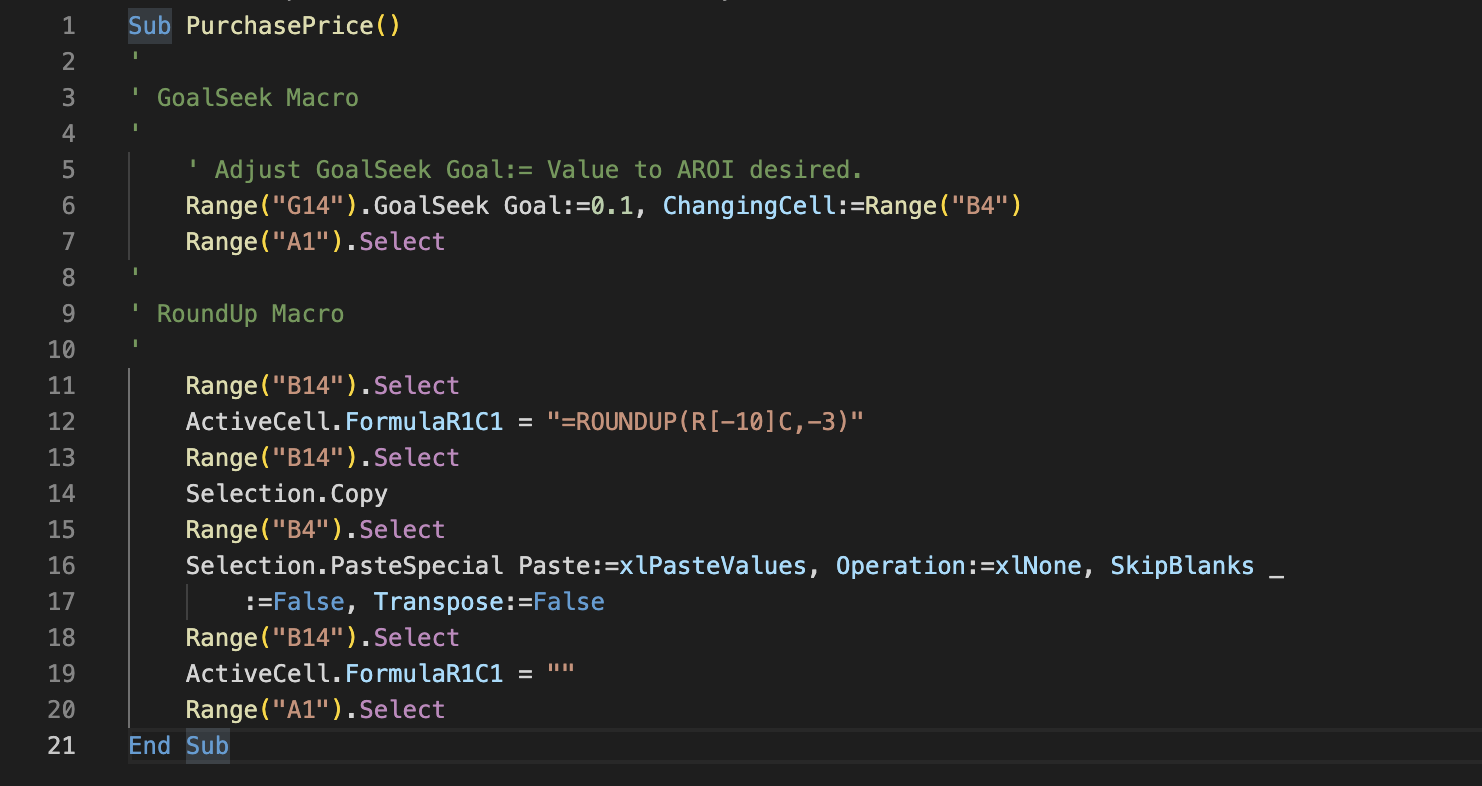 1 Sub PurchasePrice()
2 '
3 ' GoalSeek Macro
4 '
5 ' Adjust GoalSeek Goal:= Value to AROI desired.
6 Range("G14").GoalSeek Goal:=0.1, ChangingCell:=Range("B4")
7 Range("A1").Select
8 '
9 ' RoundUp Macro
10 '
11 Range("B14").Select
12 ActiveCell.FormulaR1C1 = "=ROUNDUP(R[-10]C,-3)"
13 Range("B14").Select
14 Selection.Copy
15 Range("B4").Select
16 Selection.PasteSpecial Paste:=xlPasteValues, Operation:=xlNone, SkipBlanks _
17 :=False, Transpose:=False
18 Range("B14").Select
19 ActiveCell.FormulaR1C1 = ""
20 Range("A1").Select
21 End Sub